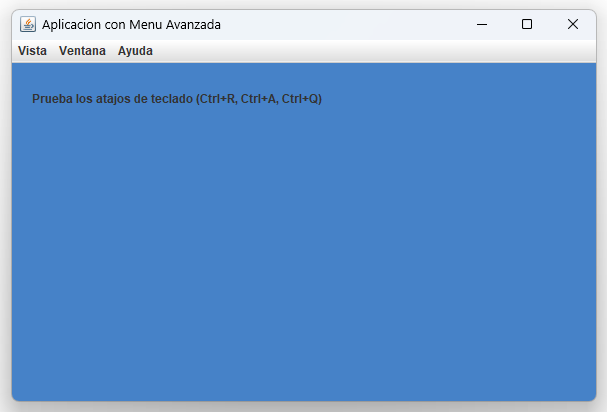 Aplicacion con Menu Avanzada
Vista Ventana Ayuda
Prueba los atajos de teclado (Ctrl+R, Ctrl+A, Ctrl+Q)